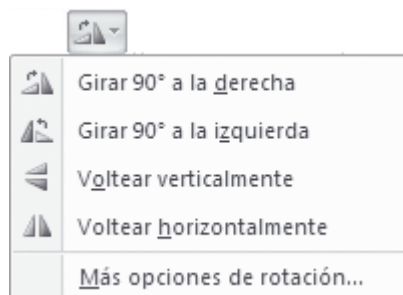 Girar 90° a la derecha
Girar 90° a la izquierda
Voltear verticalmente
Voltear horizontalmente
Más opciones de rotación...